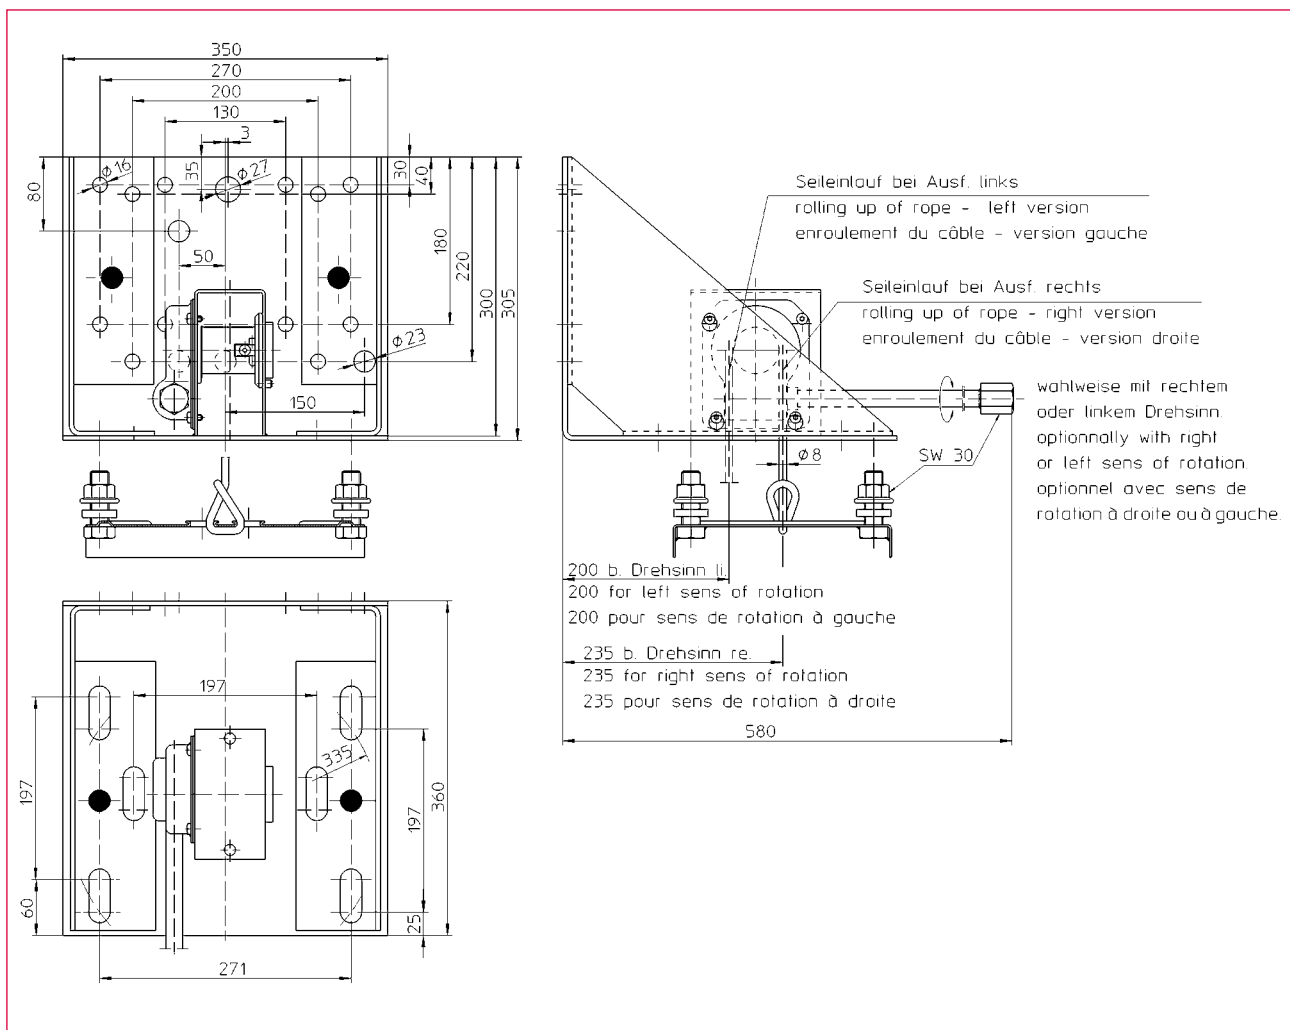 350
270
200
130
3
⌀16
35
⌀27
30
40
80
50
180
220
300
305
⌀23
150
Seileinlauf bei Ausf. links
rolling up of rope - left version
enroulement du câble - version gauche
Seileinlauf bei Ausf. rechts
rolling up of rope - right version
enroulement du câble - version droite
wahlweise mit rechtem
oder linkem Drehsinn.
optionnally with right
or left sens of rotation.
optionnel avec sens de
rotation à droite ou à gauche.
SW 30
⌀8
200 b. Drehsinn li.
200 for left sens of rotation
200 pour sens de rotation à gauche
235 b. Drehsinn re.
235 for right sens of rotation
235 pour sens de rotation à droite
580
197
335
197
197
360
60
25
271